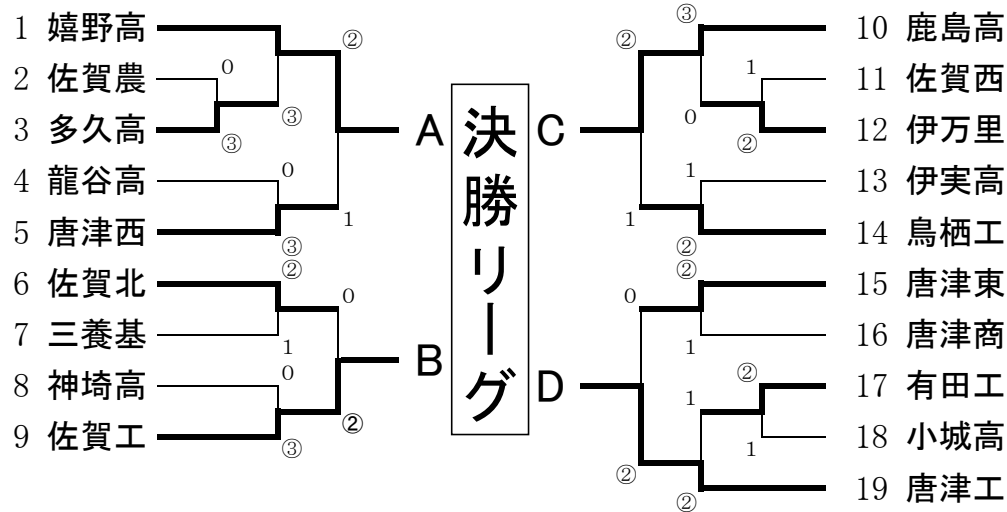 1 嬉野高
2 佐賀農
3 多久高
4 龍谷高
5 唐津西
6 佐賀北
7 三養基
8 神埼高
9 佐賀工
②
0
③
③
0
1
③
②
0
1
0
②
③
A
B
決勝リーグ
C
D
③
②
1
0
②
1
1
②
②
0
1
②
1
1
②
②
10 鹿島高
11 佐賀西
12 伊万里
13 伊実高
14 鳥栖工
15 唐津東
16 唐津商
17 有田工
18 小城高
19 唐津工